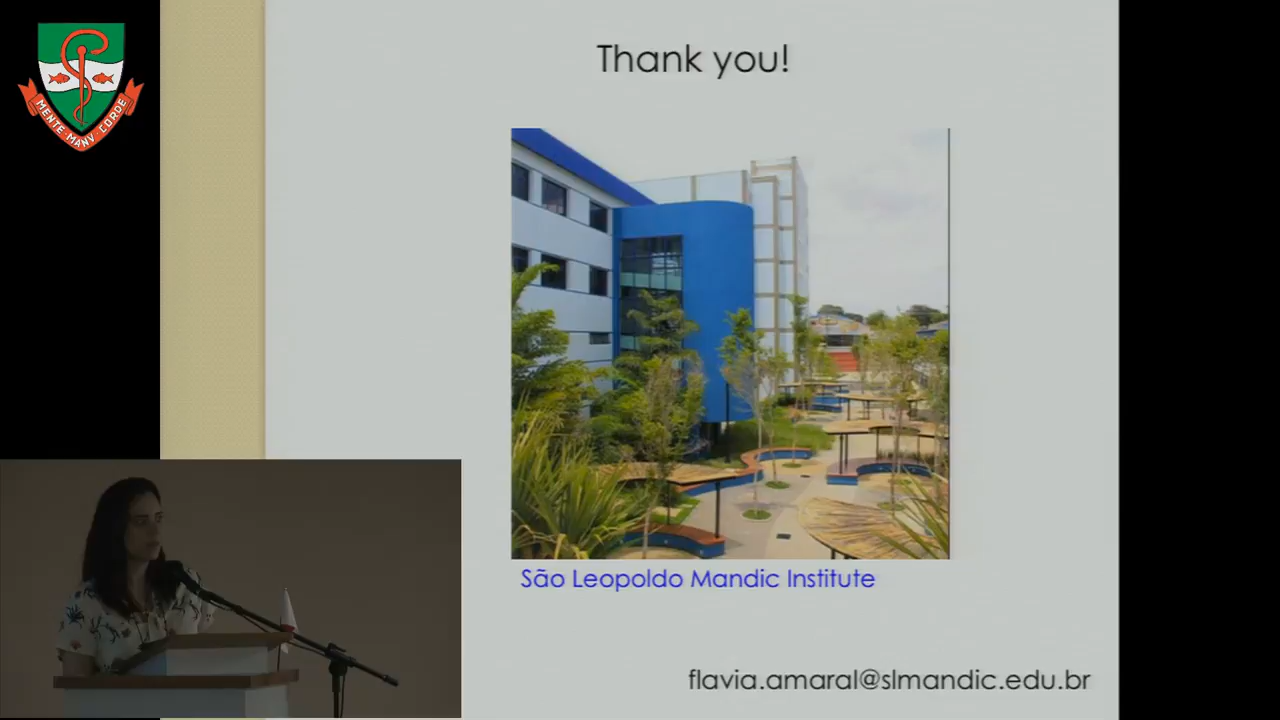 Thank you!
MENTE MANV CORDE
São Leopoldo Mandic Institute
flavia.amaral@slmandic.edu.br